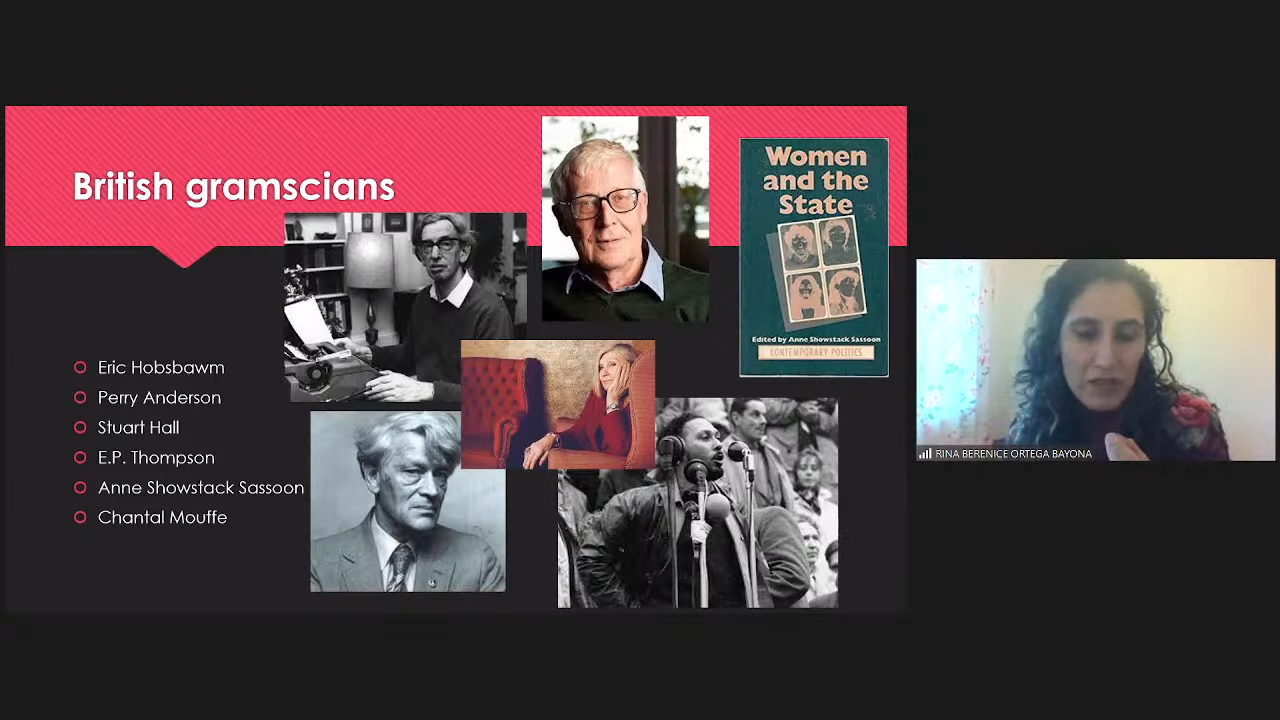 British gramscians
Eric Hobsbawm
Perry Anderson
Stuart Hall
E.P. Thompson
Anne Showstack Sassoon
Chantal Mouffe
Women
and the
State
Edited by Anne Showstack Sassoon
CONTEMPORARY POLITICS
RINA BERENICE ORTEGA BAYONA